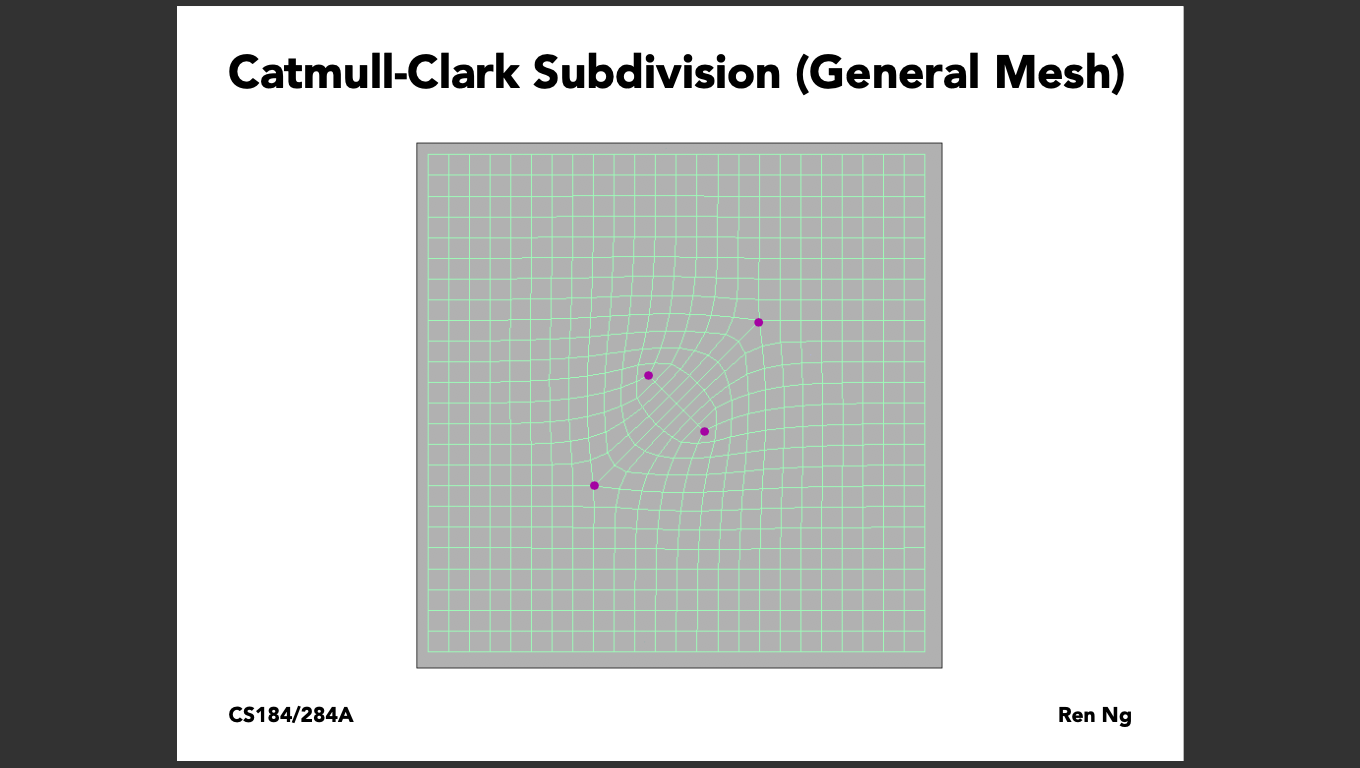 Catmull-Clark Subdivision (General Mesh)
CS184/284A
Ren Ng